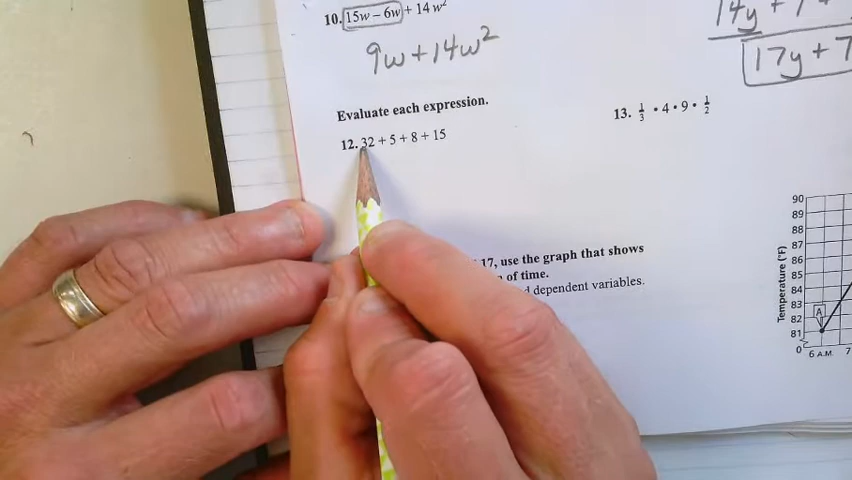 10. 15w – 6w + 14w²
9w + 14w²
14y +
17y + 7
Evaluate each expression.
12. 32 + 5 + 8 + 15
13. 1/3 • 4 • 9 • 1/2
17, use the graph that shows
of time.
dependent variables.
Temperature (°F)
90
89
88
87
86
85
84
83
82
81
0
A
6 A.M.
7